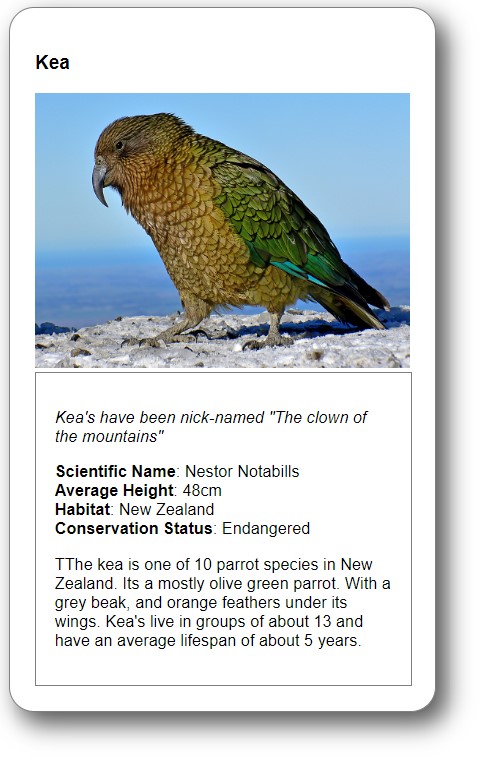 Kea
Kea's have been nick-named "The clown of
the mountains"
Scientific Name: Nestor Notabills
Average Height: 48cm
Habitat: New Zealand
Conservation Status: Endangered
TThe kea is one of 10 parrot species in New
Zealand. Its a mostly olive green parrot. With a
grey beak, and orange feathers under its
wings. Kea's live in groups of about 13 and
have an average lifespan of about 5 years.